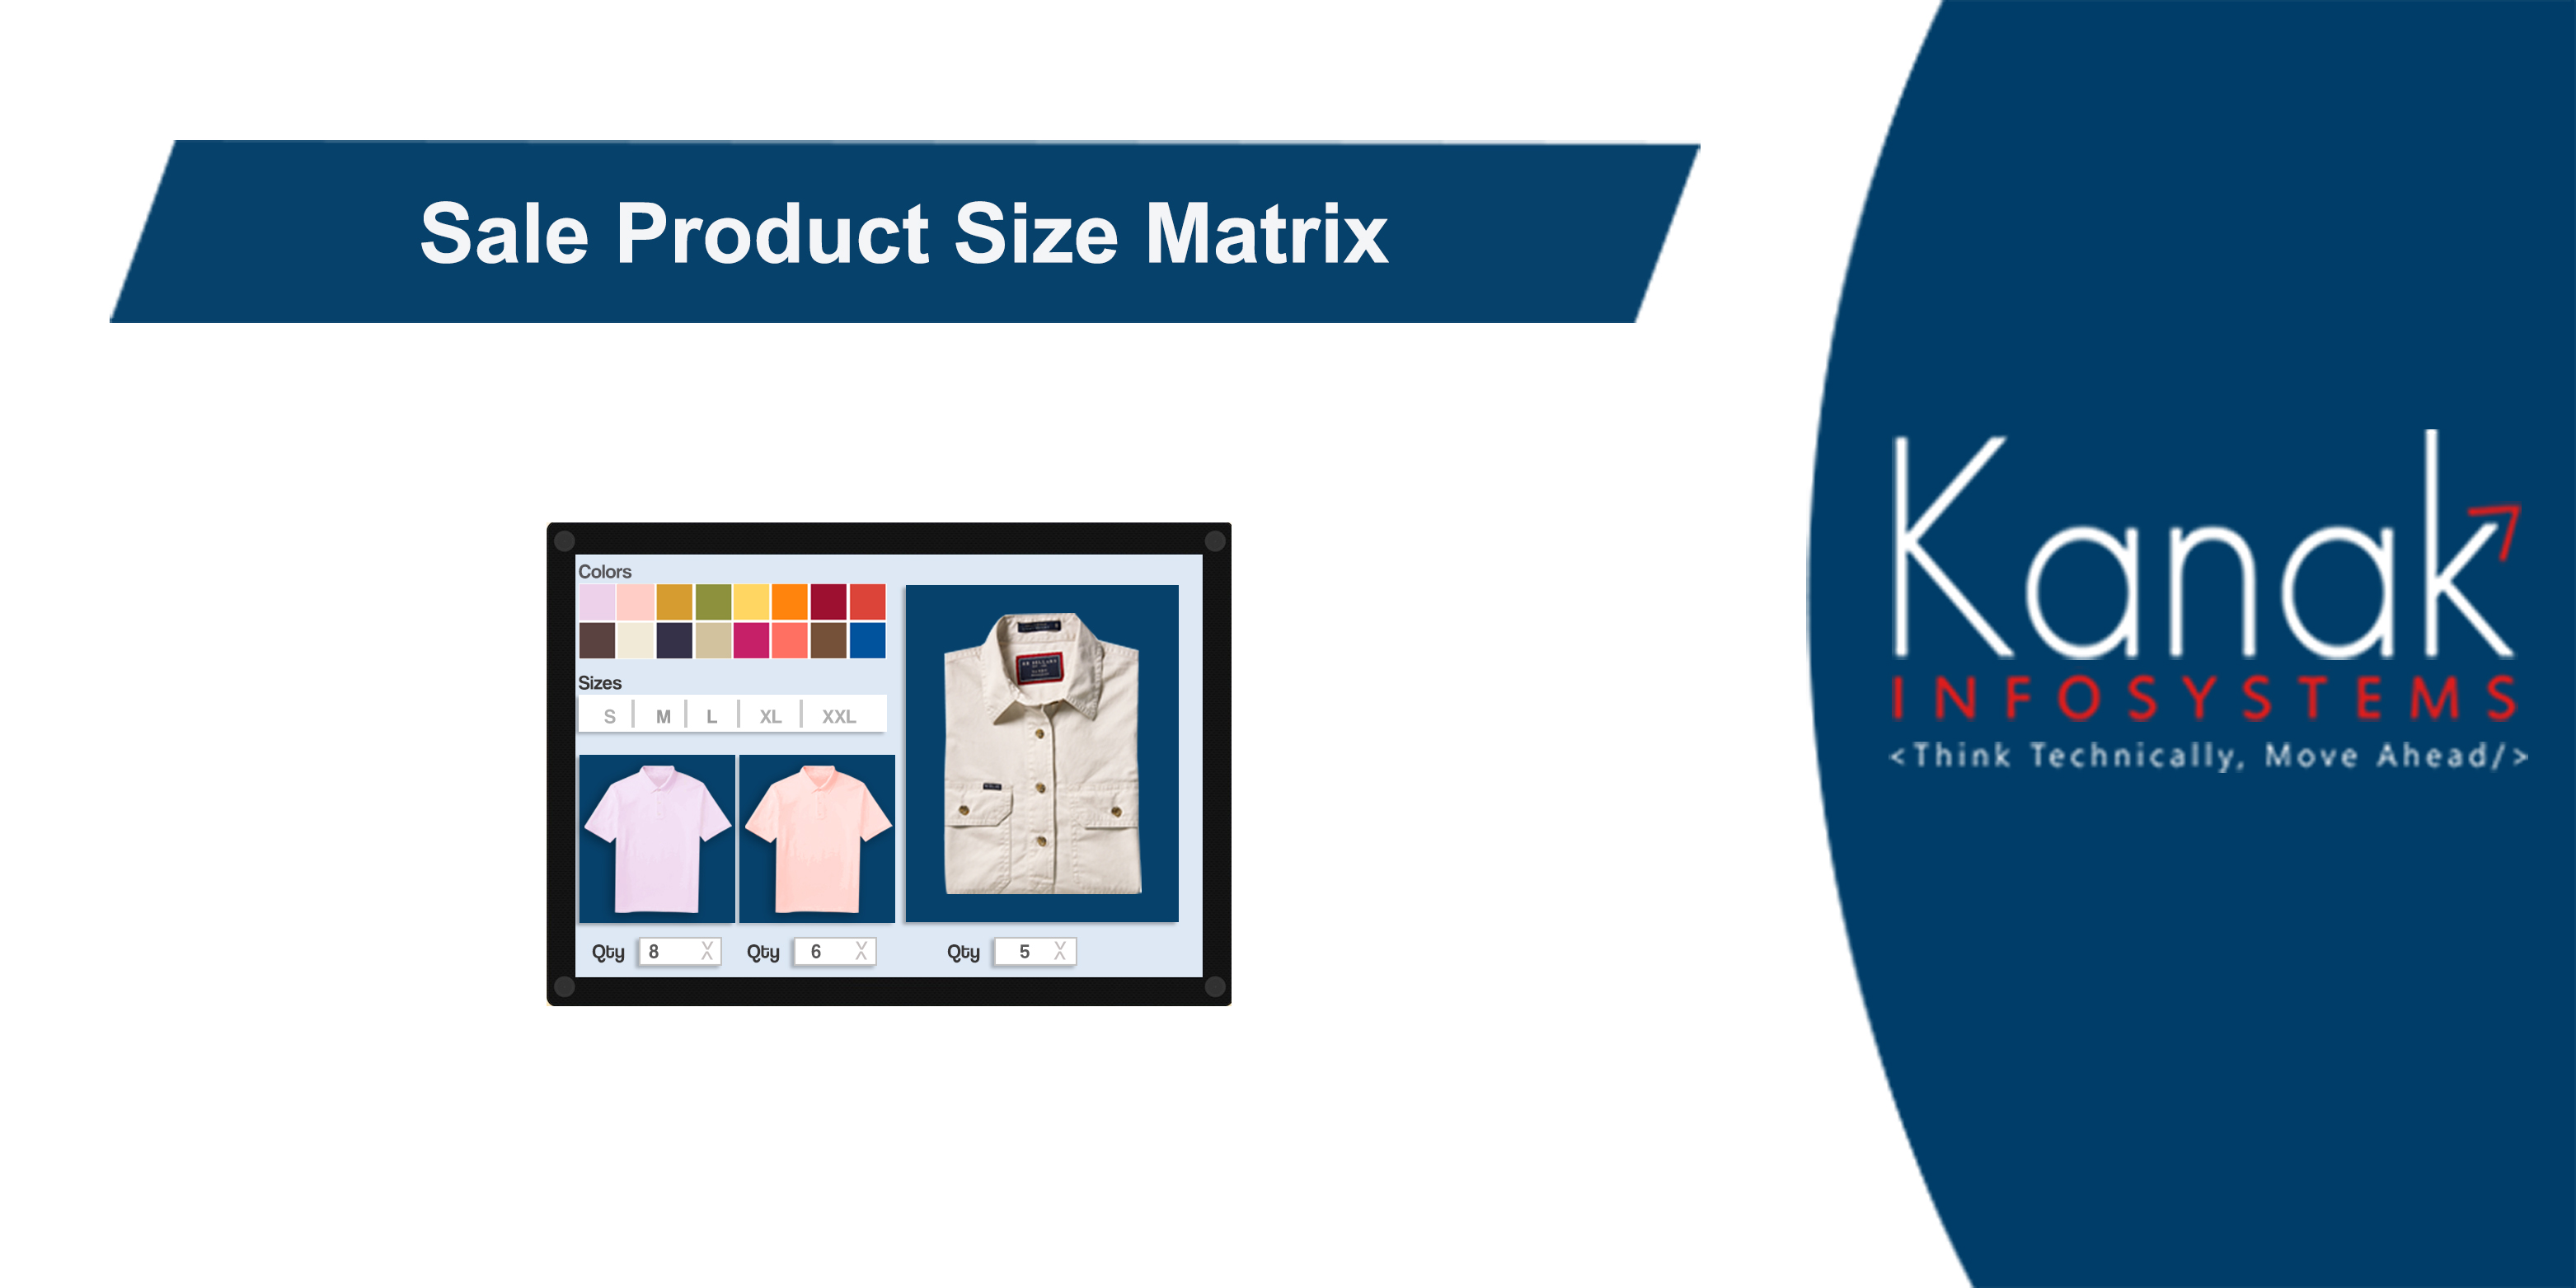 Sale Product Size Matrix
Colors
Sizes
S M L XL XXL
Qty 8 Qty 6 Qty 5
Kanak
INFOSYSTEMS
<Think Technically, Move Ahead/>